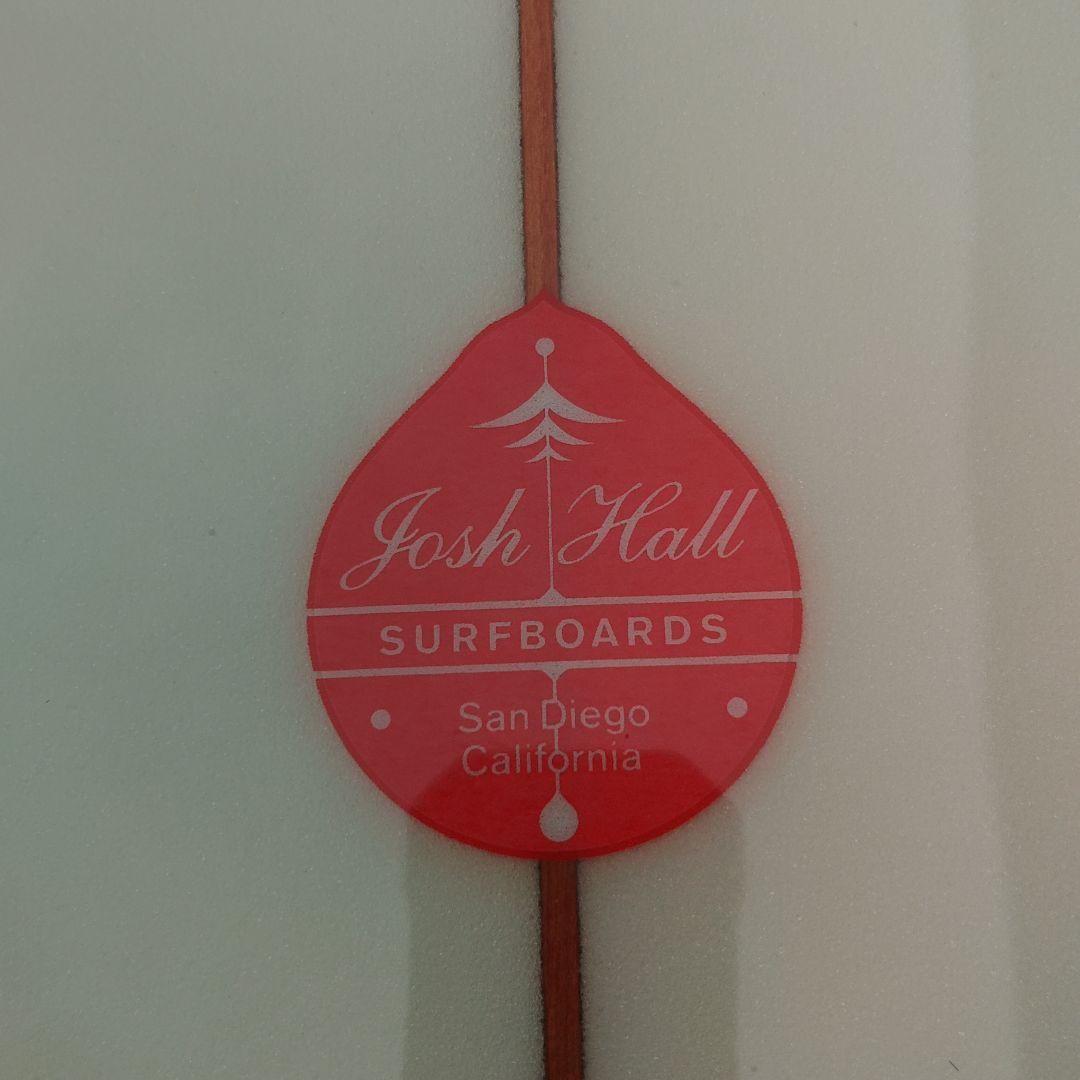 Josh Hall
SURFBOARDS
San Diego
California